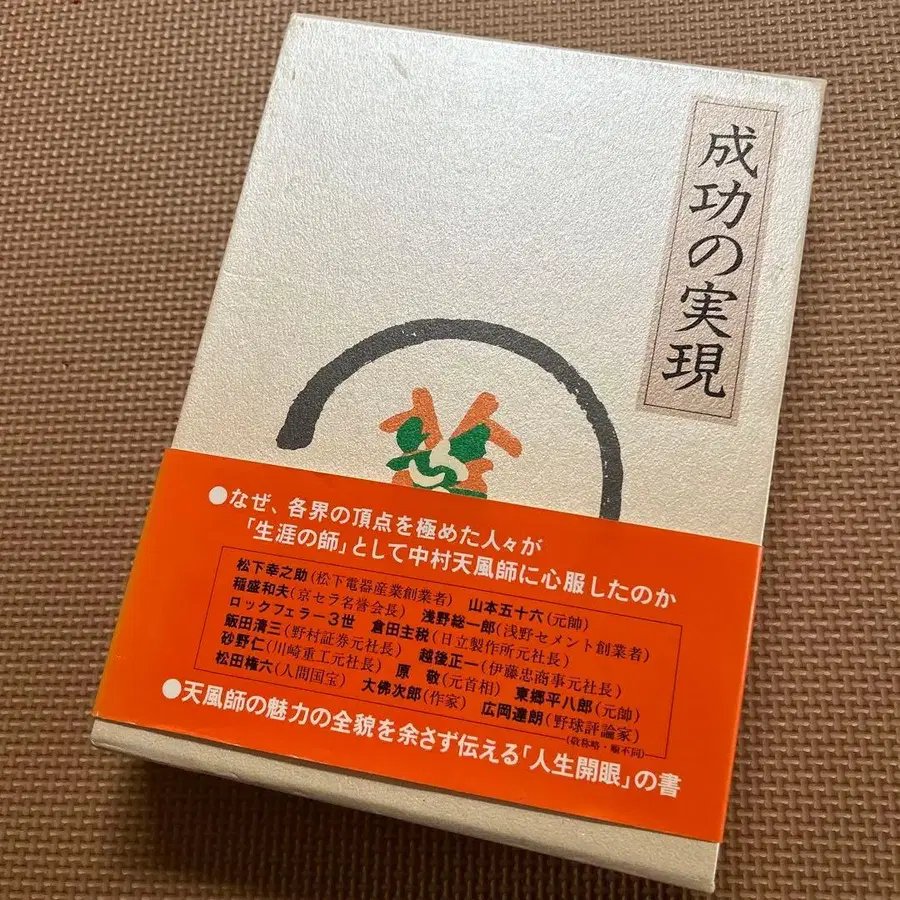 成功の実現
●なぜ、各界の頂点を極めた人々が
「生涯の師」として中村天風師に心服したのか
松下幸之助(松下電器産業創業者) 山本五十六(元帥)
稲盛和夫(京セラ名誉会長) 浅野総一郎(浅野セメント創業者)
ロックフェラー3世 倉田主税(日立製作所元社長)
飯田清三(野村証券元社長) 越後正一(伊藤忠商事元社長)
砂野仁(川崎重工元社長) 原 敬(元首相) 東郷平八郎(元帥)
松田権六(人間国宝) 大佛次郎(作家) 広岡達朗(野球評論家)
(敬称略・順不同)
●天風師の魅力の全貌を余さず伝える「人生開眼」の書